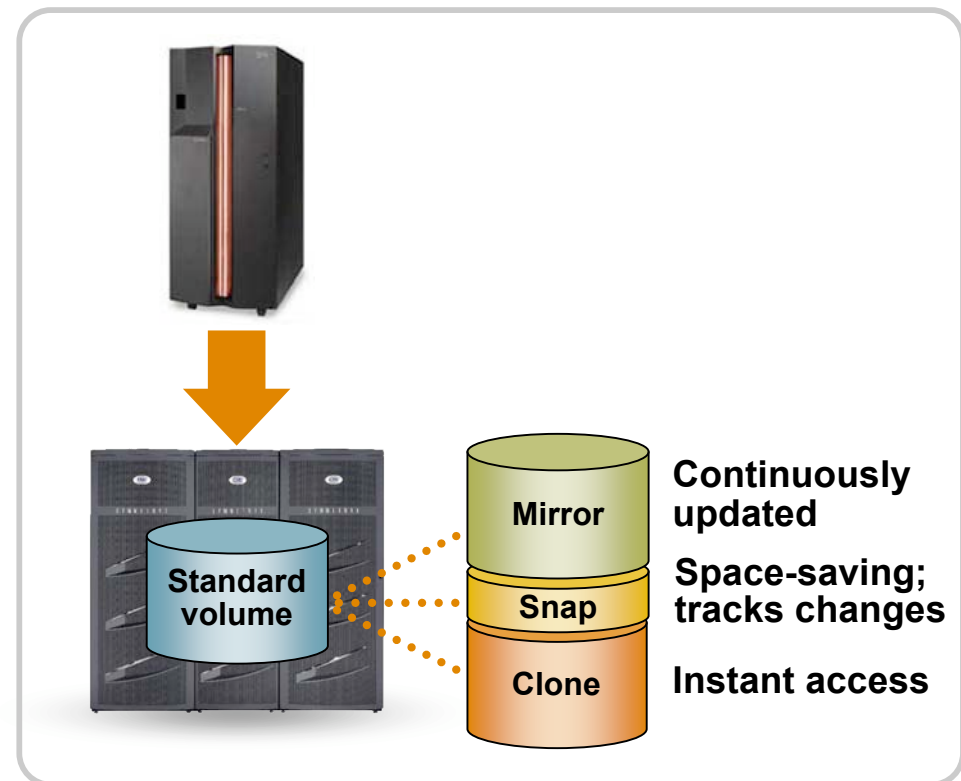 Standard
volume
Mirror
Snap
Clone
Continuously
updated
Space-saving;
tracks changes
Instant access